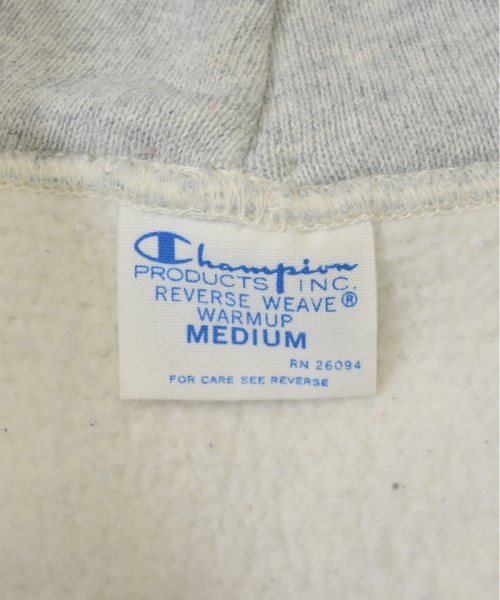 Champion
PRODUCTS INC.
REVERSE WEAVE®
WARMUP
MEDIUM
RN 26094
FOR CARE SEE REVERSE